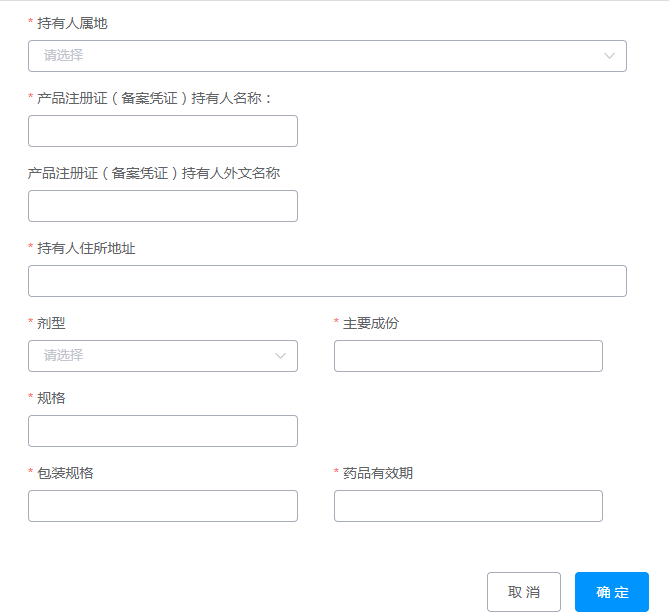 * 持有人属地
请选择
* 产品注册证（备案凭证）持有人名称：
产品注册证（备案凭证）持有人外文名称
* 持有人住所地址
* 剂型
* 主要成份
请选择
* 规格
* 包装规格
* 药品有效期
取 消
确 定